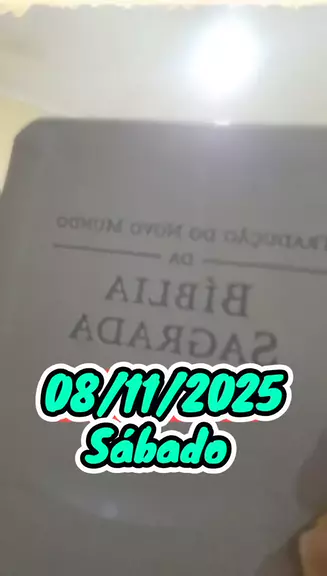 TRADUÇÃO DO NOVO MUNDO
DA
BÍBLIA
SAGRADA
08/11/2025
Sábado